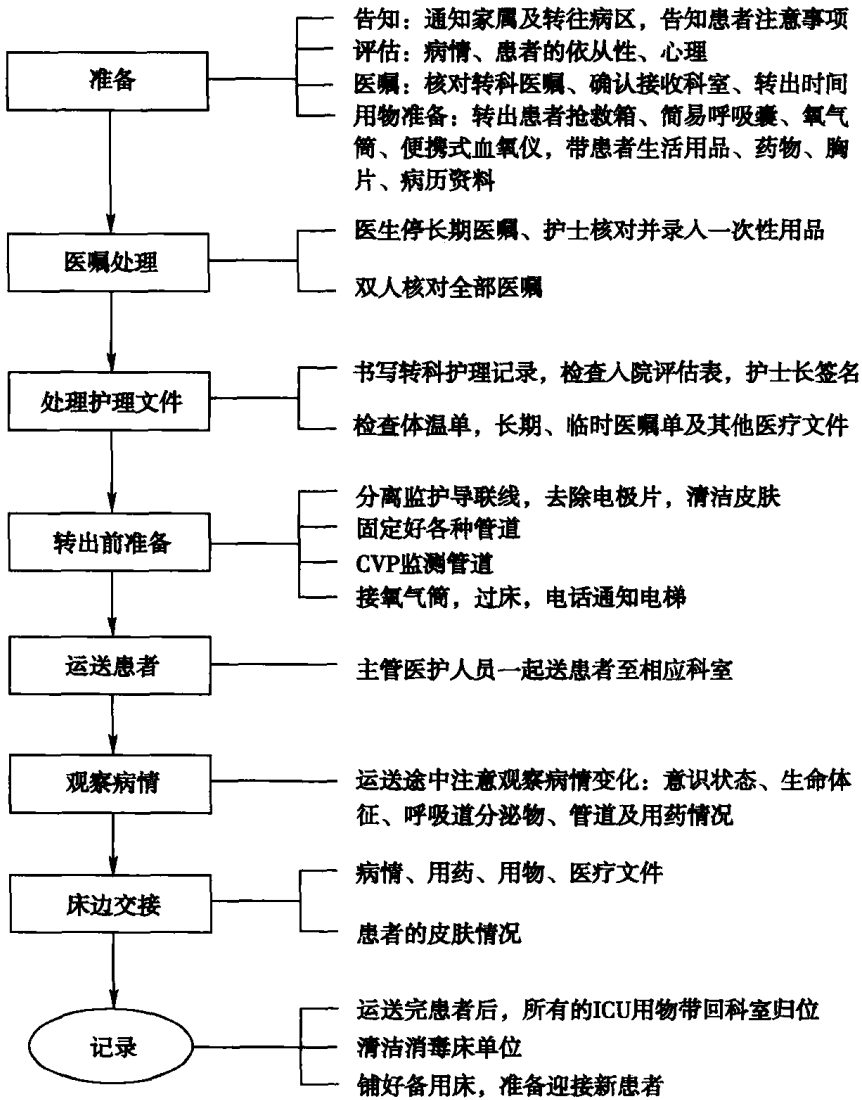 准备
告知：通知家属及转往病区，告知患者注意事项
评估：病情、患者的依从性、心理
医嘱：核对转科医嘱、确认接收科室、转出时间
用物准备：转出患者抢救箱、简易呼吸囊、氧气
筒、便携式血氧仪，带患者生活用品、药物、胸
片、病历资料
医嘱处理
医生停长期医嘱、护士核对并录入一次性用品
双人核对全部医嘱
处理护理文件
书写转科护理记录，检查入院评估表，护士长签名
检查体温单，长期、临时医嘱单及其他医疗文件
转出前准备
分离监护导联线，去除电极片，清洁皮肤
固定好各种管道
CVP监测管道
接氧气筒，过床，电话通知电梯
运送患者
主管医护人员一起送患者至相应科室
观察病情
运送途中注意观察病情变化：意识状态、生命体
征、呼吸道分泌物、管道及用药情况
床边交接
病情、用药、用物、医疗文件
患者的皮肤情况
记录
运送完患者后，所有的ICU用物带回科室归位
清洁消毒床单位
铺好备用床，准备迎接新患者